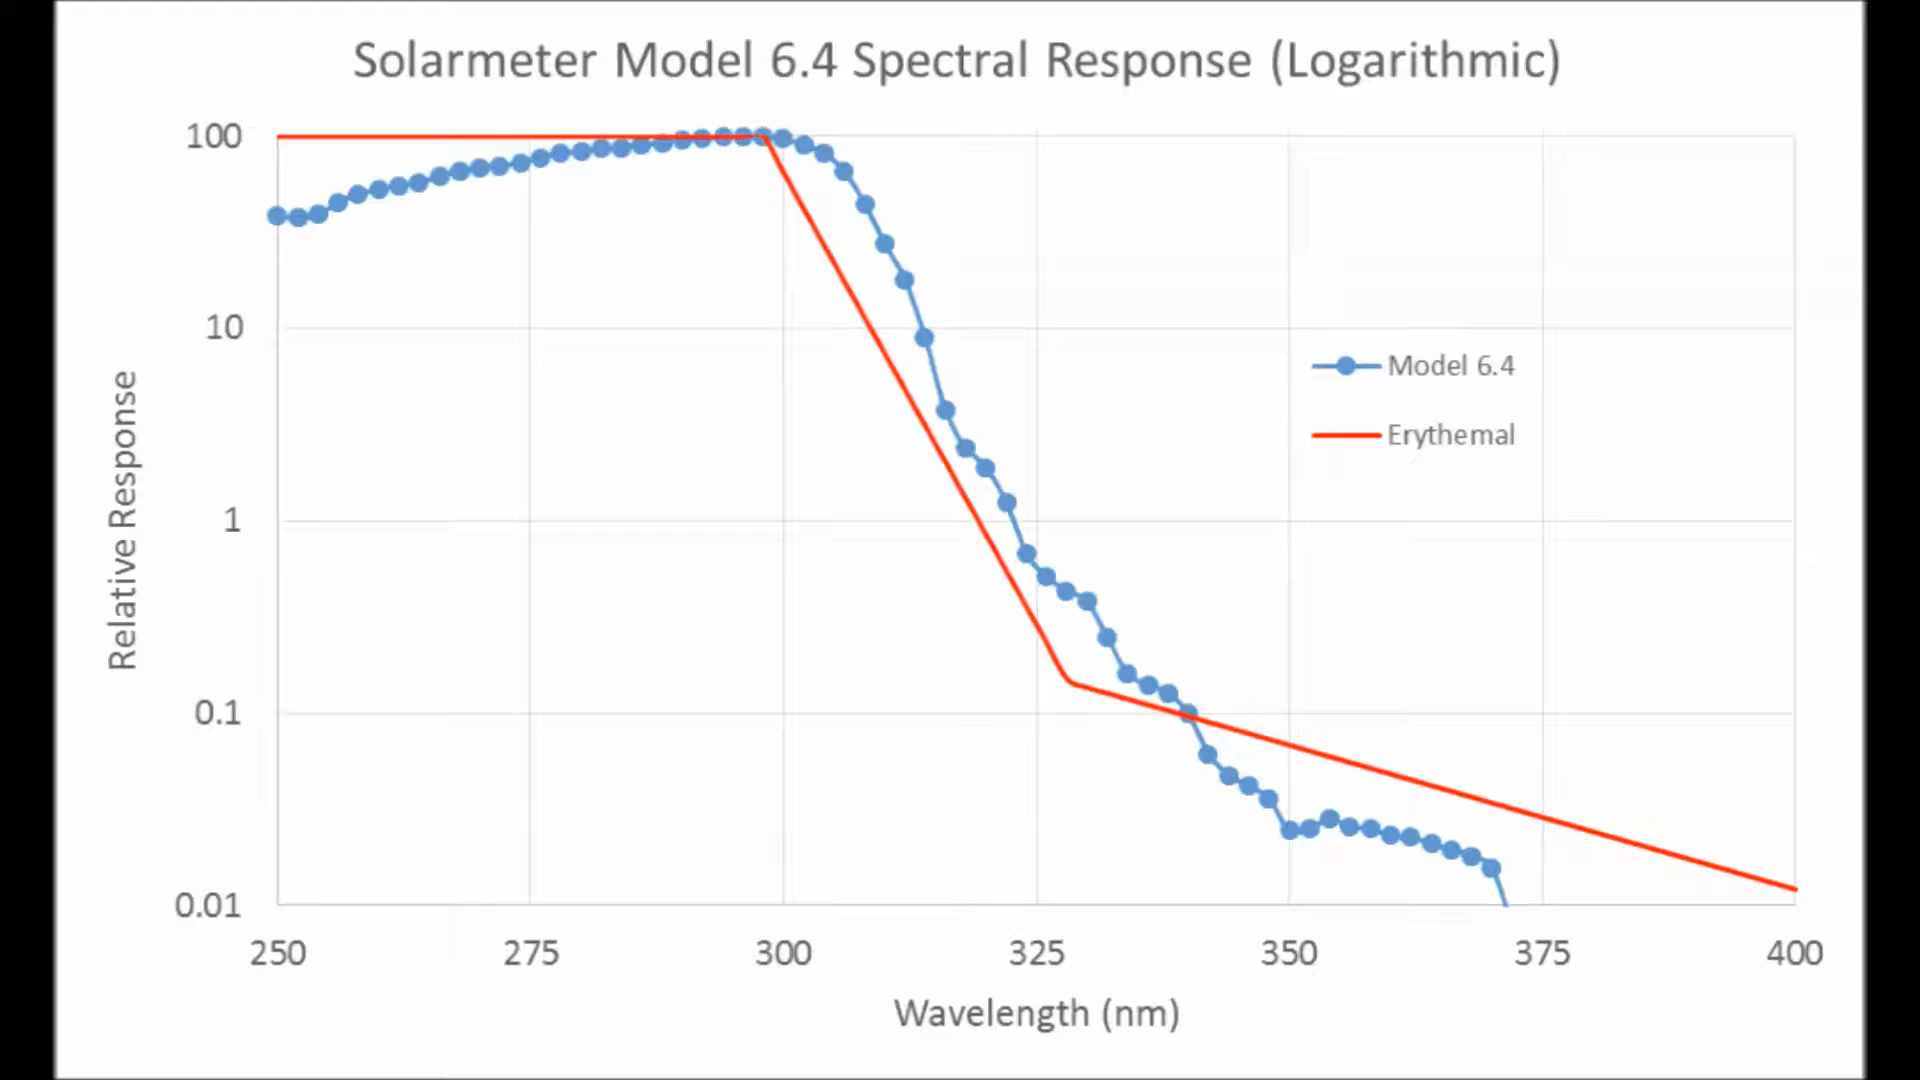 Solarmeter Model 6.4 Spectral Response (Logarithmic)
100
10
1
0.1
0.01
Relative Response
Model 6.4
Erythemal
250 275 300 325 350 375 400
Wavelength (nm)